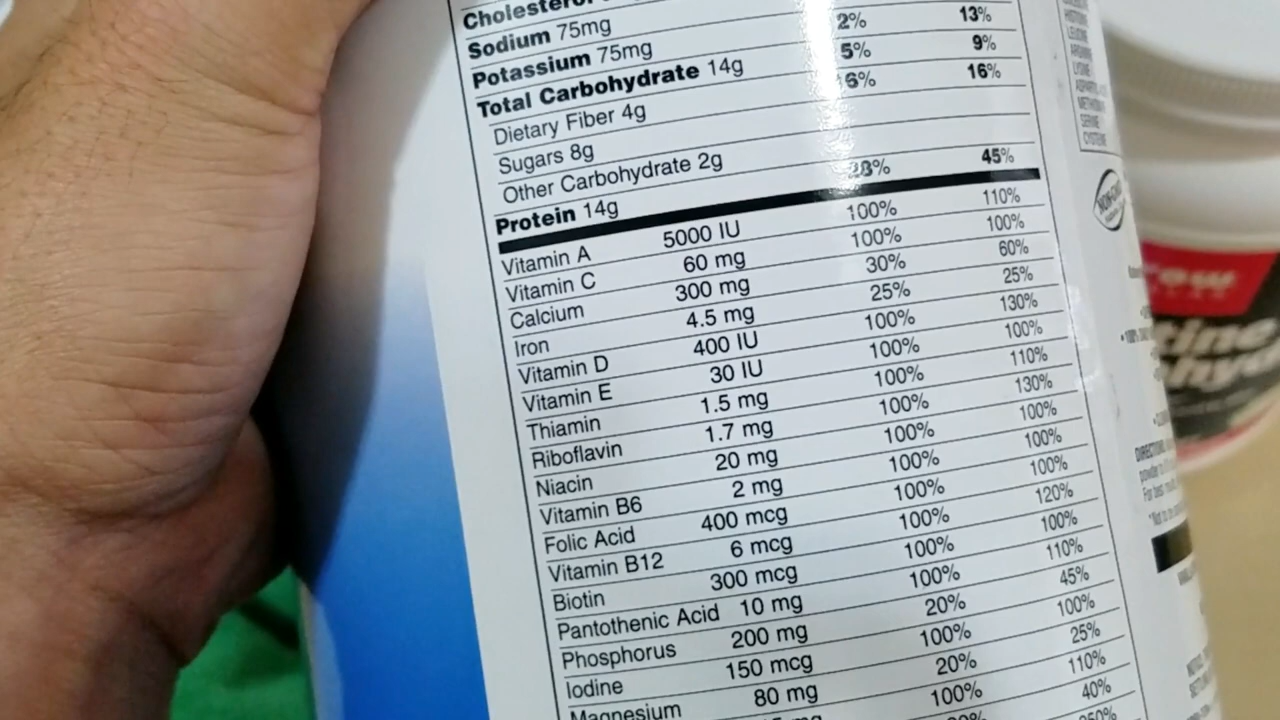 Cholesterol
Sodium 75mg
Potassium 75mg 2% 13%
Total Carbohydrate 14g 5% 9%
Dietary Fiber 4g 16% 16%
Sugars 8g
Other Carbohydrate 2g
Protein 14g 28% 45%
Vitamin A 5000 IU 100% 110%
Vitamin C 60 mg 100% 100%
Calcium 300 mg 30% 60%
Iron 4.5 mg 25% 25%
Vitamin D 400 IU 100% 130%
Vitamin E 30 IU 100% 100%
Thiamin 1.5 mg 100% 110%
Riboflavin 1.7 mg 100% 130%
Niacin 20 mg 100% 100%
Vitamin B6 2 mg 100% 100%
Folic Acid 400 mcg 100% 100%
Vitamin B12 6 mcg 100% 120%
Biotin 300 mcg 100% 100%
Pantothenic Acid 10 mg 100% 110%
Phosphorus 200 mg 20% 45%
Iodine 150 mcg 100% 100%
Magnesium 80 mg 20% 25%
100% 110%
40%